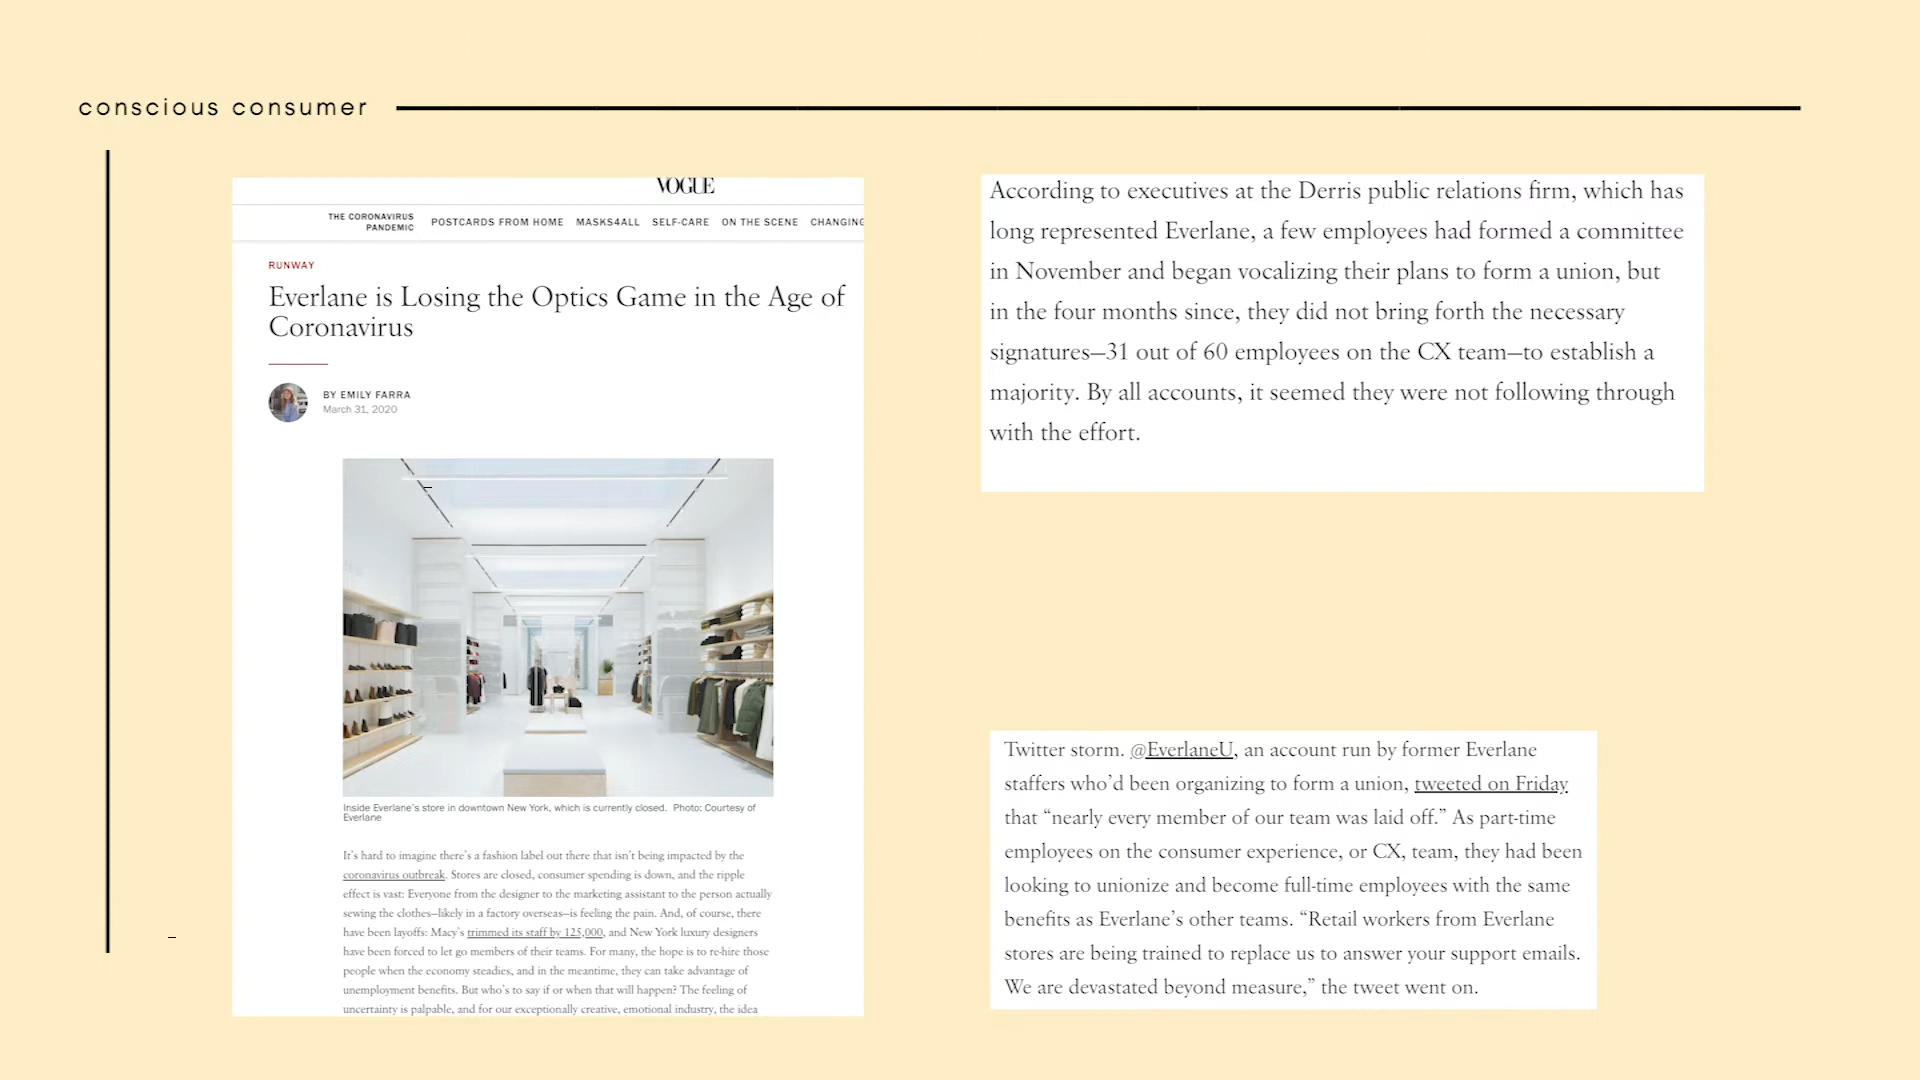 conscious consumer
VOGUE
THE CORONAVIRUS
PANDEMIC
POSTCARDS FROM HOME MASKS4ALL SELF-CARE ON THE SCENE CHANGING
RUNWAY
Everlane is Losing the Optics Game in the Age of
Coronavirus
BY EMILY FARRA
March 31, 2020
Inside Everlane's store in downtown New York, which is currently closed. Photo: Courtesy of
Everlane
It's hard to imagine there's a fashion label out there that isn't being impacted by the
coronavirus outbreak. Stores are closed, consumer spending is down, and the ripple
effect is vast: Everyone from the designer to the marketing assistant to the person actually
sewing the clothes—likely in a factory overseas—is feeling the pain. And, of course, there
have been layoffs: Macy's trimmed its staff by 125,000, and New York luxury designers
have been forced to let go members of their teams. For many, the hope is to re-hire those
people when the economy steadies, and in the meantime, they can take advantage of
unemployment benefits. But who's to say if or when that will happen? The feeling of
uncertainty is palpable, and for our exceptionally creative, emotional industry, the idea
According to executives at the Derris public relations firm, which has
long represented Everlane, a few employees had formed a committee
in November and began vocalizing their plans to form a union, but
in the four months since, they did not bring forth the necessary
signatures—31 out of 60 employees on the CX team—to establish a
majority. By all accounts, it seemed they were not following through
with the effort.
Twitter storm. @EverlaneU, an account run by former Everlane
staffers who'd been organizing to form a union, tweeted on Friday
that “nearly every member of our team was laid off.” As part-time
employees on the consumer experience, or CX, team, they had been
looking to unionize and become full-time employees with the same
benefits as Everlane's other teams. “Retail workers from Everlane
stores are being trained to replace us to answer your support emails.
We are devastated beyond measure,” the tweet went on.